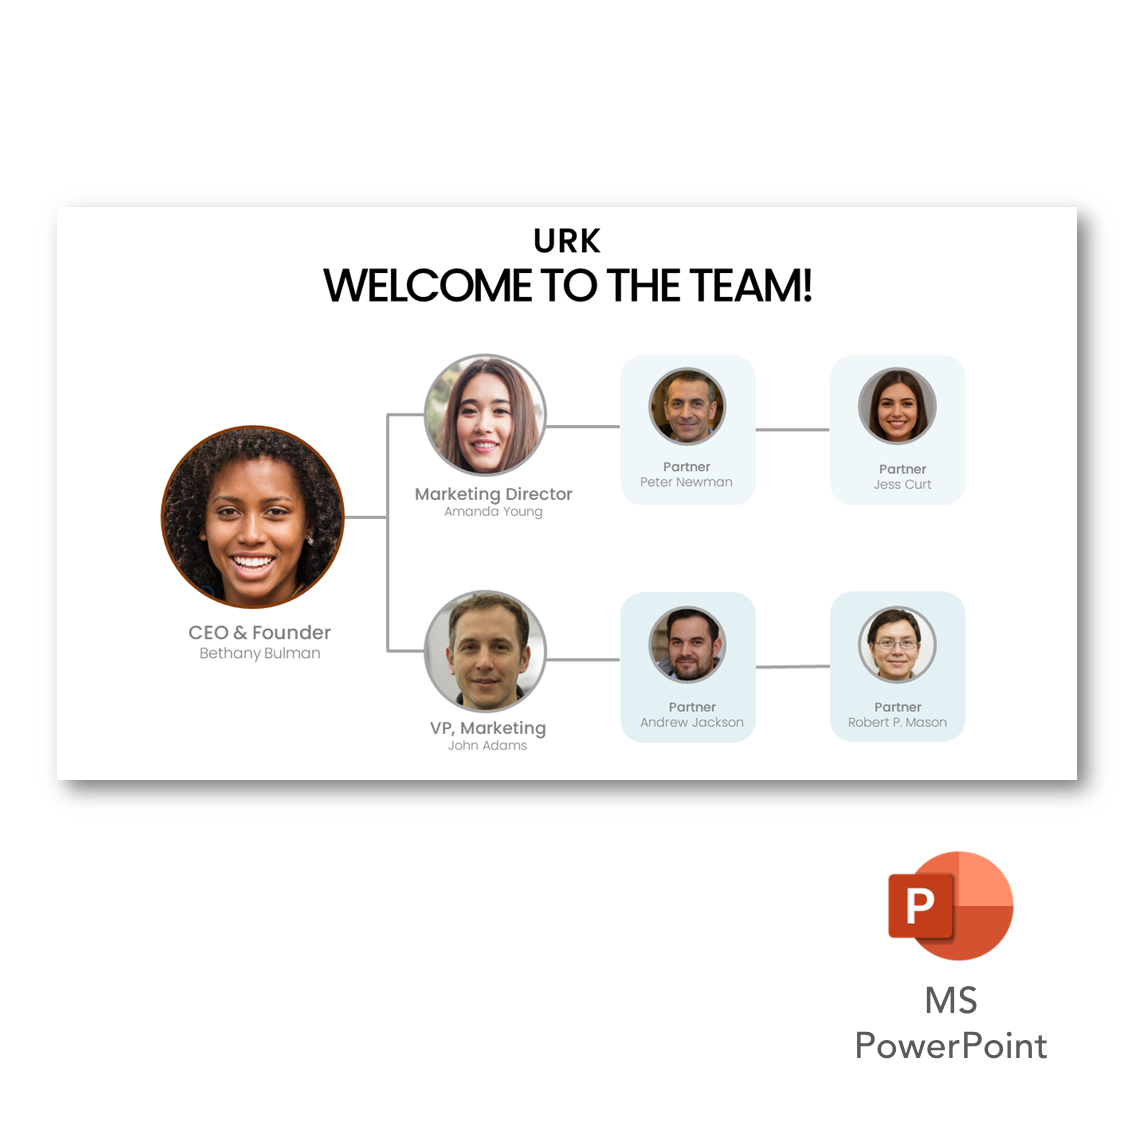 URK
WELCOME TO THE TEAM!
CEO & Founder
Bethany Bulman
Marketing Director
Amanda Young
Partner
Peter Newman
Partner
Jess Curt
VP, Marketing
John Adams
Partner
Andrew Jackson
Partner
Robert P. Mason
P
MS
PowerPoint